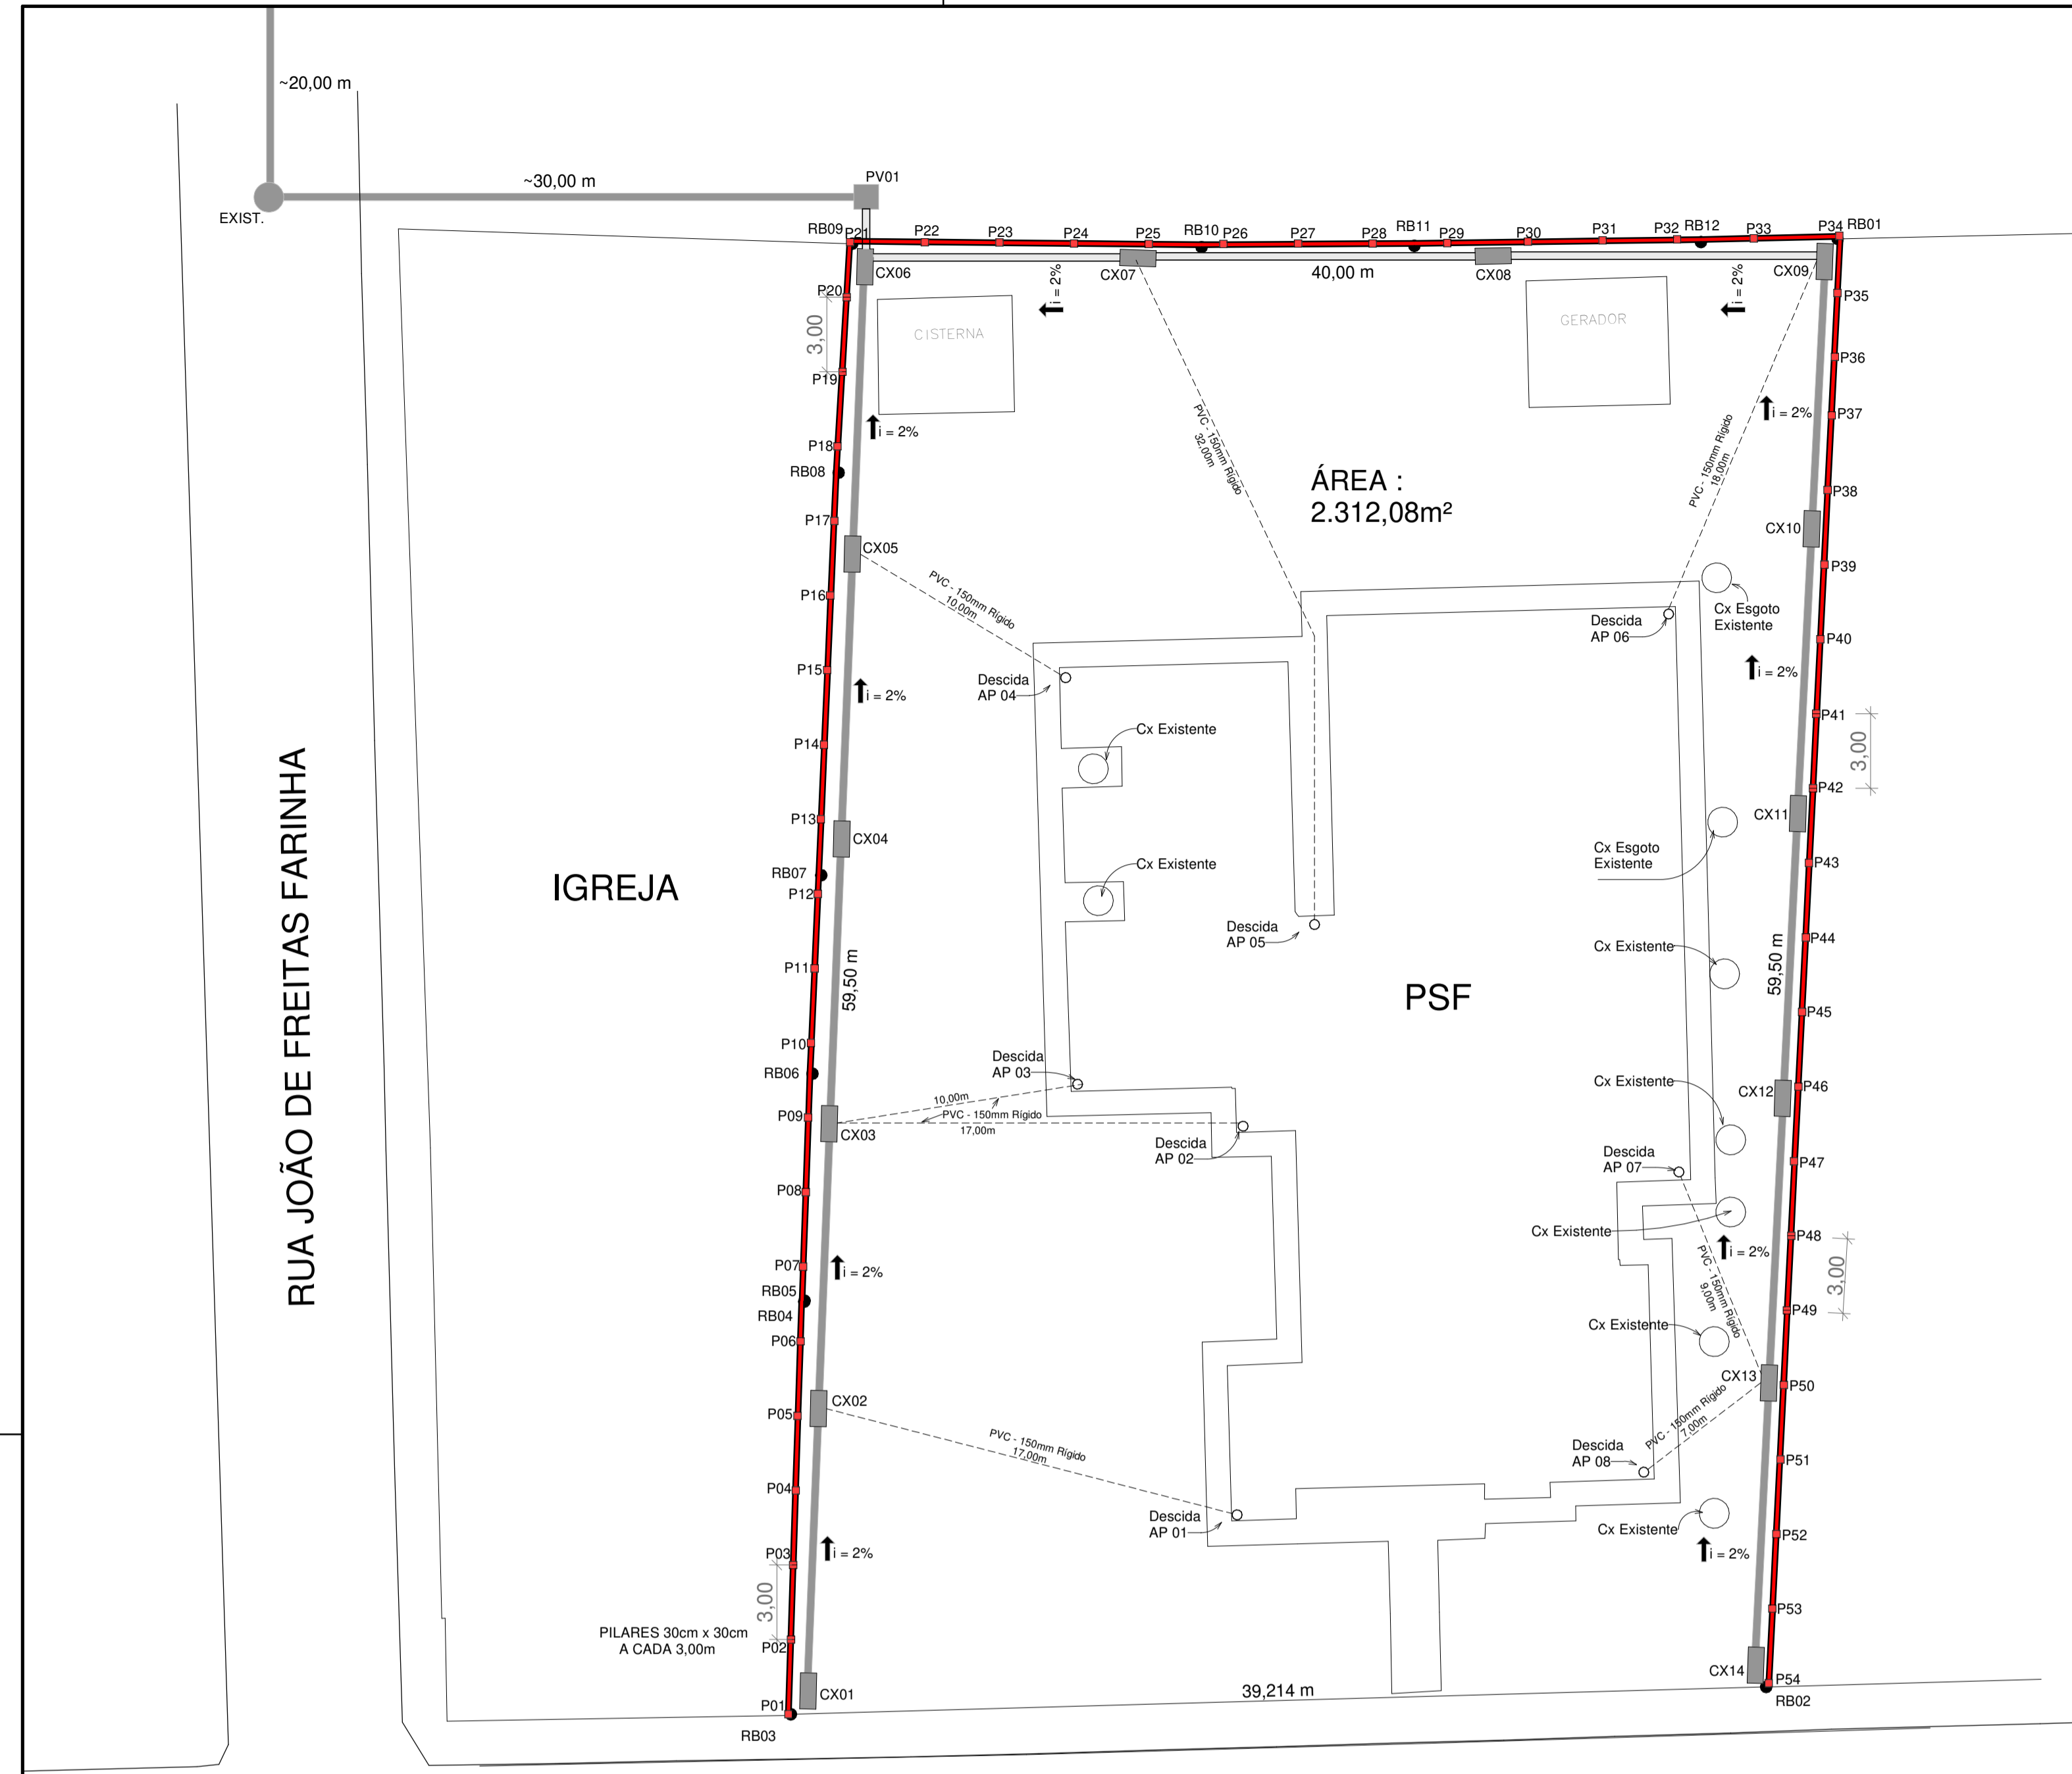 ~20,00 m
~30,00 m
PV01
EXIST.
RB09
P21
P22
P23
P24
P25
RB10
P26
P27
P28
RB11
P29
P30
P31
P32
RB12
P33
P34
RB01
CX06
CX07
40,00 m
CX08
CX09
i = 2%
i = 2%
P20
P35
3,00
CISTERNA
GERADOR
P36
P19
i = 2%
i = 2%
P37
P18
RB08
PVC - 150mm Rígido
32,00m
PVC - 150mm Rígido
18,00m
ÁREA :
2.312,08m²
P38
P17
CX05
CX10
P39
PVC - 150mm Rígido
10,00m
P16
Cx Esgoto
Existente
Descida
AP 06
P40
P15
Descida
AP 04
i = 2%
i = 2%
P41
P14
Cx Existente
3,00
P42
P13
CX04
CX11
Cx Esgoto
Existente
P43
Cx Existente
RB07
P12
IGREJA
Descida
AP 05
P44
Cx Existente
P11
59,50 m
59,50 m
PSF
P45
RUA JOÃO DE FREITAS FARINHA
P10
Descida
AP 03
RB06
Cx Existente
CX12
P46
10,00m
PVC - 150mm Rígido
17,00m
P09
CX03
Descida
AP 02
Descida
AP 07
P47
P08
Cx Existente
P48
i = 2%
P07
i = 2%
PVC - 150mm Rígido
9,00m
3,00
RB05
RB04
P49
Cx Existente
P06
CX13
P50
CX02
P05
PVC - 150mm Rígido
7,00m
PVC - 150mm Rígido
17,00m
Descida
AP 08
P51
P04
Descida
AP 01
Cx Existente
P52
P03
i = 2%
i = 2%
3,00
P53
PILARES 30cm x 30cm
A CADA 3,00m
P02
CX14
P54
CX01
39,214 m
P01
RB02
RB03